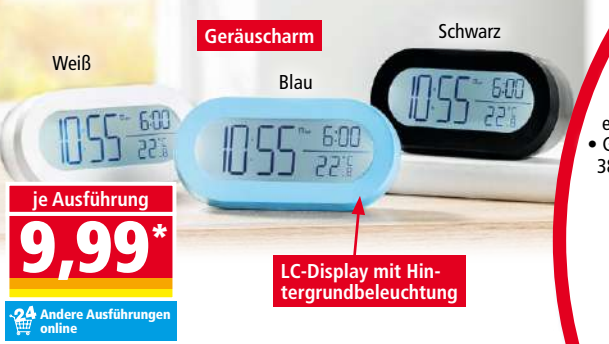 Geräuscharm
Schwarz
Weiß
Blau
10:55
6:00
22
10:55
6:00
22
10:55
6:00
22
je Ausführung
9,99*
LC-Display mit Hin-
tergrundbeleuchtung
24 Andere Ausführungen
online
e
• G
38